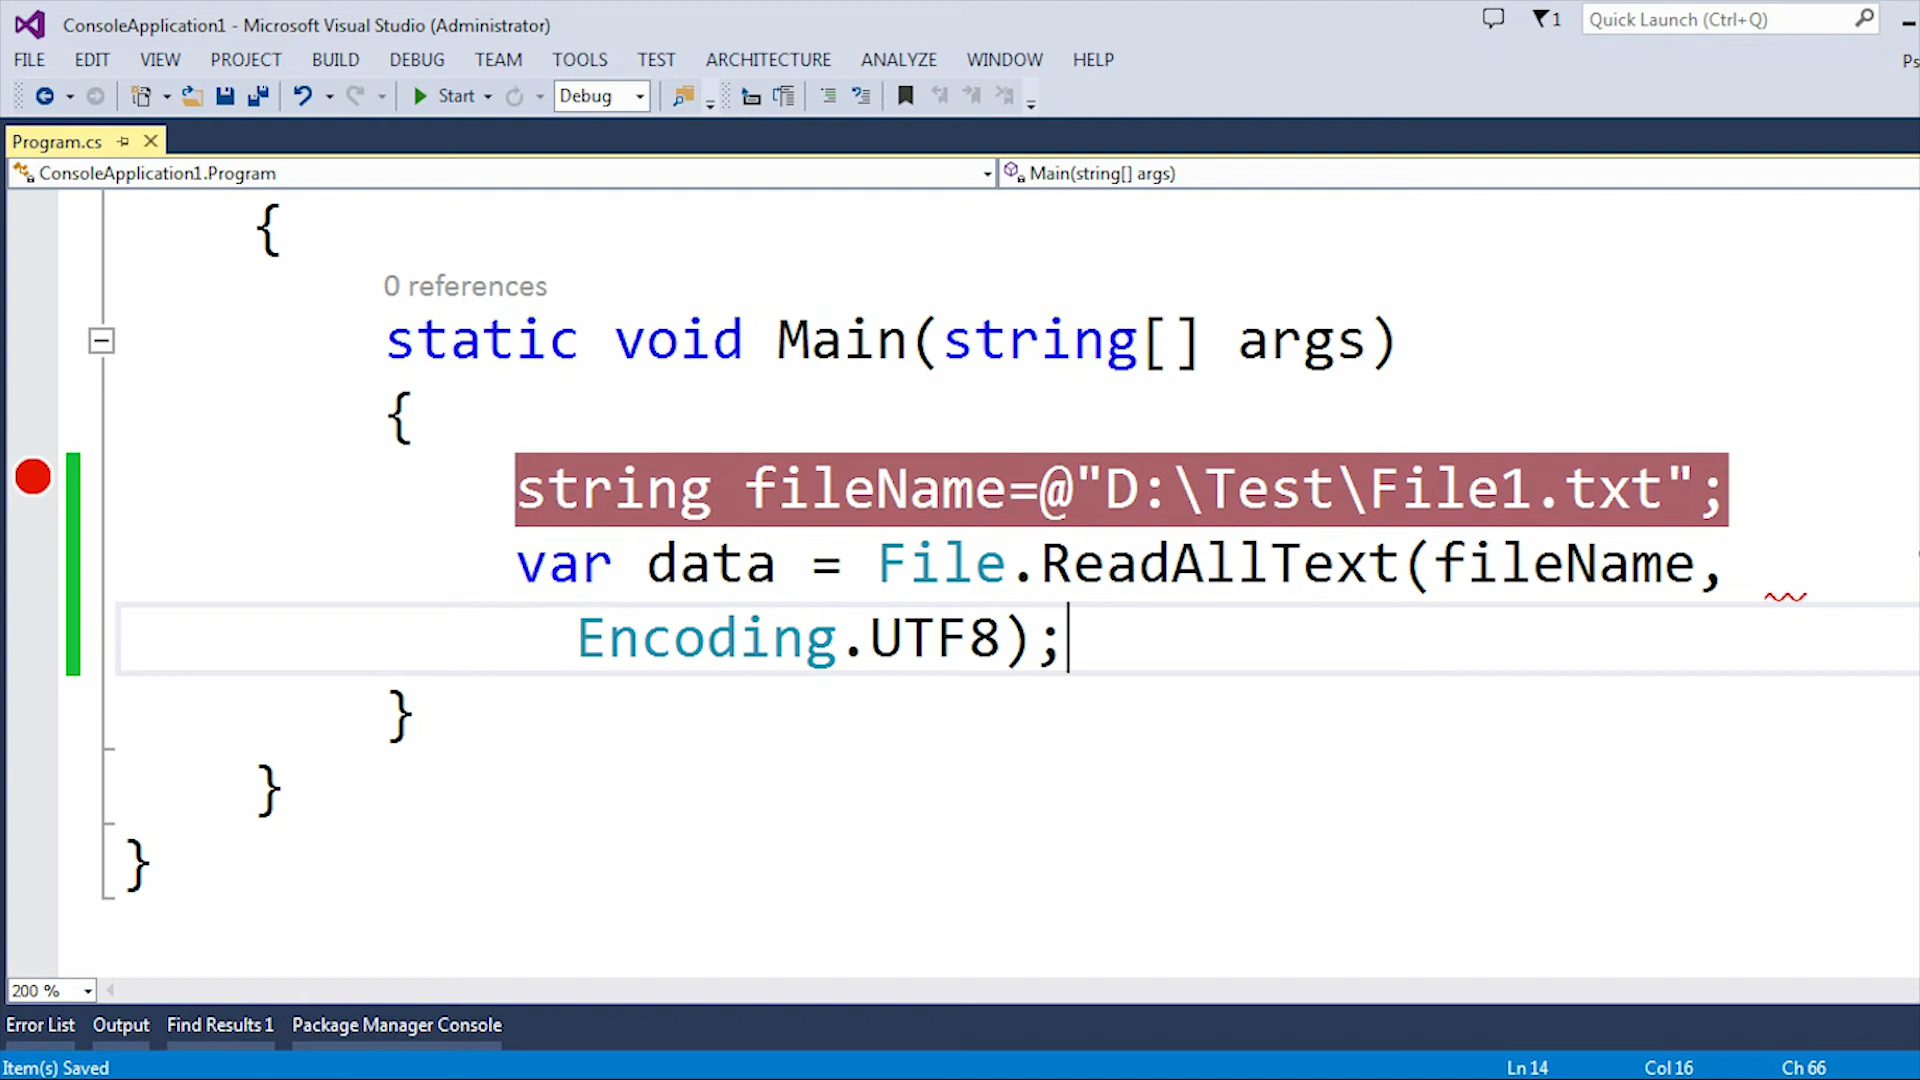 ConsoleApplication1 - Microsoft Visual Studio (Administrator)
1
Quick Launch (Ctrl+Q)
FILE EDIT VIEW PROJECT BUILD DEBUG TEAM TOOLS TEST ARCHITECTURE ANALYZE WINDOW HELP
Ps
Start Debug
Program.cs
ConsoleApplication1.Program
Main(string[] args)
{
0 references
static void Main(string[] args)
{
string fileName=@"D:\Test\File1.txt";
var data = File.ReadAllText(fileName,
Encoding.UTF8);
}
}
}
200 %
Error List Output Find Results 1 Package Manager Console
Item(s) Saved Ln 14 Col 16 Ch 66